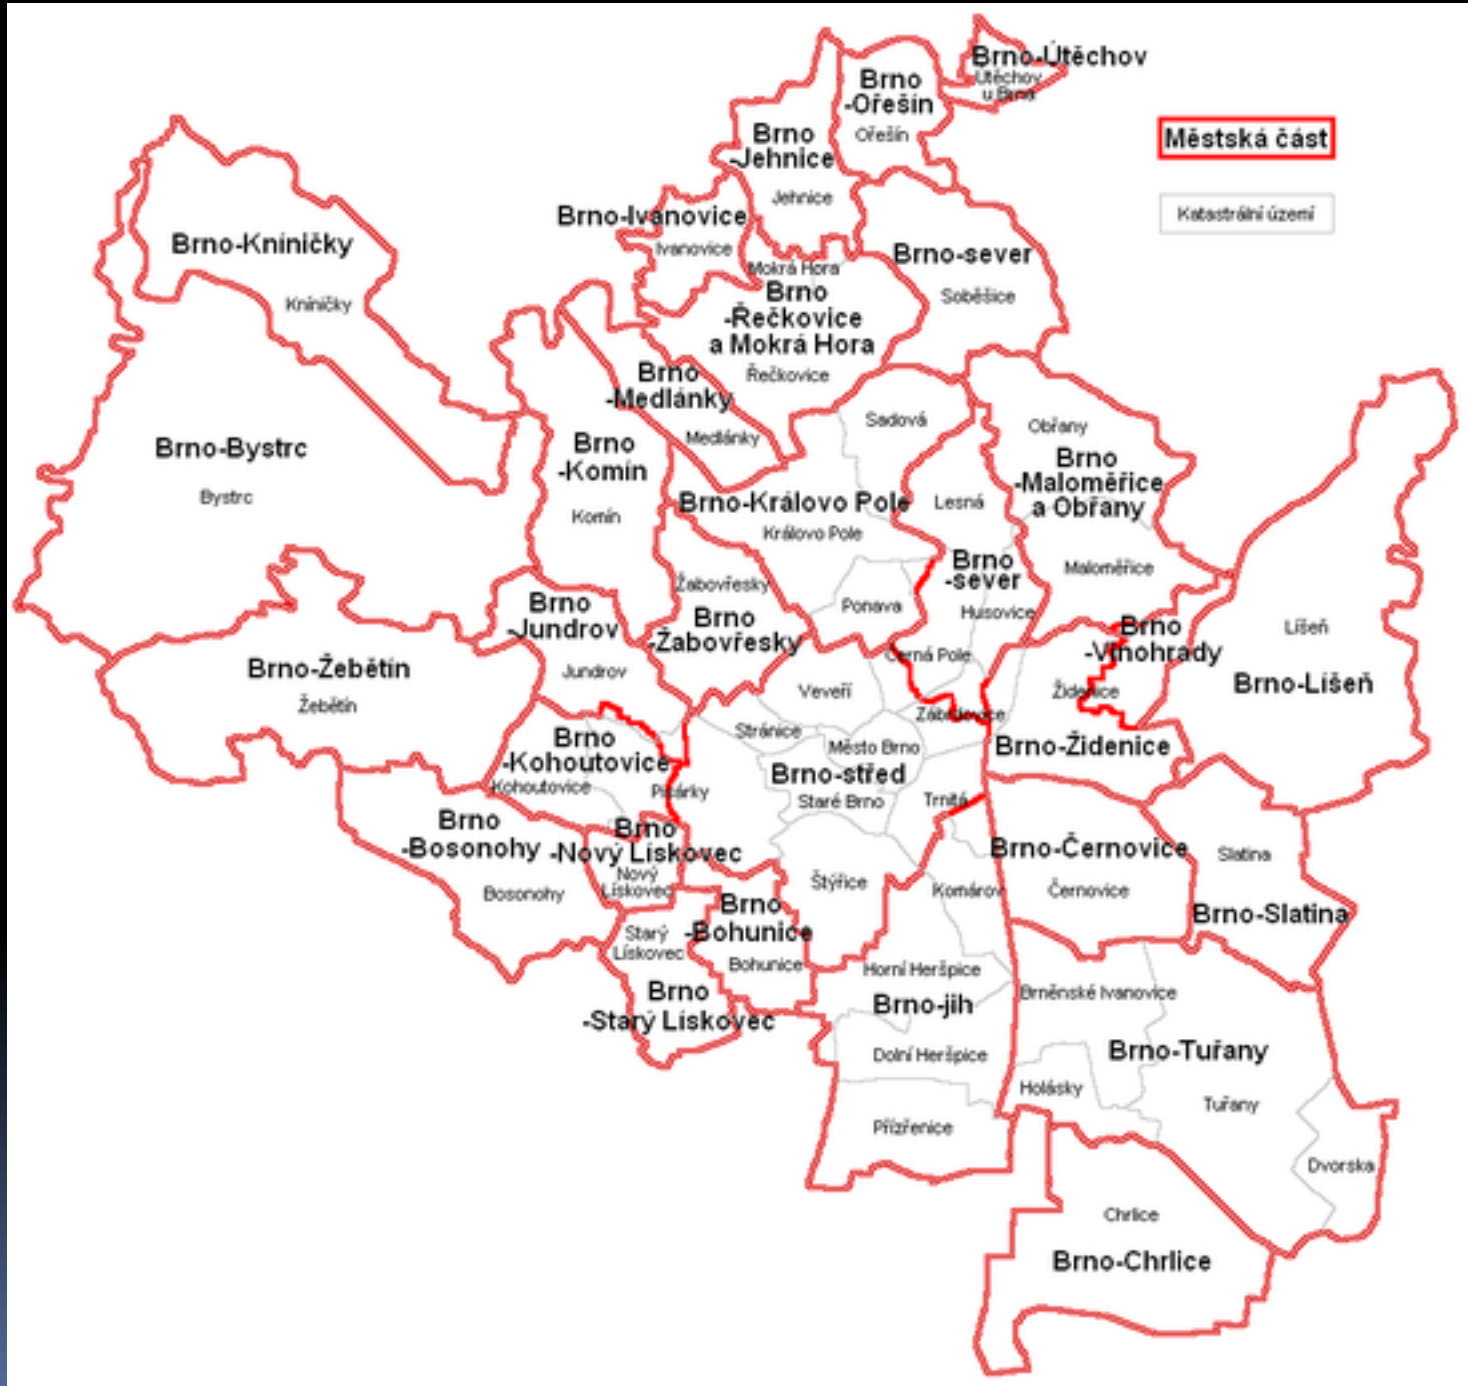 Brno-Útěchov
Útěchov
u Brna
Brno
-Ořešín
Ořešín
Městská část
Brno
-Jehnice
Jehnice
Katastrální území
Brno-Ivanovice
Ivanovice
Brno-Kníničky
Kníničky
Mokrá Hora
Brno
-Řečkovice
a Mokrá Hora
Řečkovice
Brno-sever
Soběšice
Brno
-Medlánky
Medlánky
Sadová
Obřany
Brno
-Maloměřice
a Obřany
Maloměřice
Brno-Bystrc
Bystrc
Brno
-Komín
Komín
Brno-Královo Pole
Královo Pole
Lesná
Brno
-sever
Husovice
Ponava
Žabovřesky
Brno
-Žabovřesky
Brno
-Jundrov
Jundrov
Černá Pole
Brno
-Vinohrady
Židenice
Líšeň
Brno-Líšeň
Brno-Žebětín
Žebětín
Veveří
Zábrdovice
Stránice
Město Brno
Brno-Židenice
Brno
-Kohoutovice
Kohoutovice
Pisárky
Brno-střed
Staré Brno
Trnitá
Brno
-Bosonohy
Bosonohy
Brno
-Nový Lískovec
Nový
Lískovec
Brno-Černovice
Černovice
Slatina
Brno-Slatina
Štýřice
Komárov
Brno
-Bohunice
Bohunice
Starý
Lískovec
Brno
-Starý Lískovec
Horní Heršpice
Brno-jih
Dolní Heršpice
Přízřenice
Brněnské Ivanovice
Brno-Tuřany
Holásky
Tuřany
Dvorska
Chrlice
Brno-Chrlice